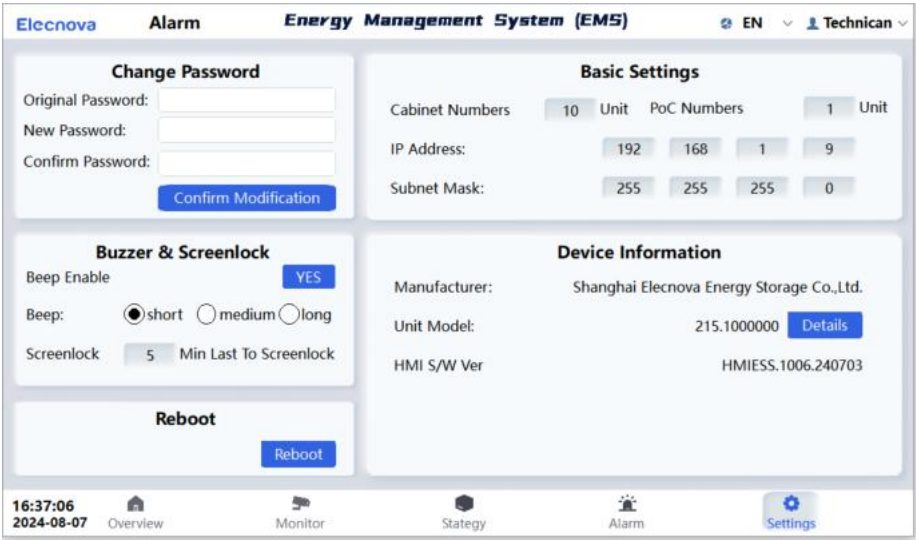 Elecnova Alarm Energy Management System (EMS) EN Technican
Change Password
Original Password:
New Password:
Confirm Password:
Confirm Modification
Basic Settings
Cabinet Numbers 10 Unit PoC Numbers 1 Unit
IP Address: 192 168 1 9
Subnet Mask: 255 255 255 0
Buzzer & Screenlock
Beep Enable YES
Beep: short medium long
Screenlock 5 Min Last To Screenlock
Device Information
Manufacturer: Shanghai Elecnova Energy Storage Co.,Ltd.
Unit Model: 215.1000000 Details
HMI S/W Ver HMIESS.1006.240703
Reboot
Reboot
16:37:06
2024-08-07 Overview Monitor Stategy Alarm Settings